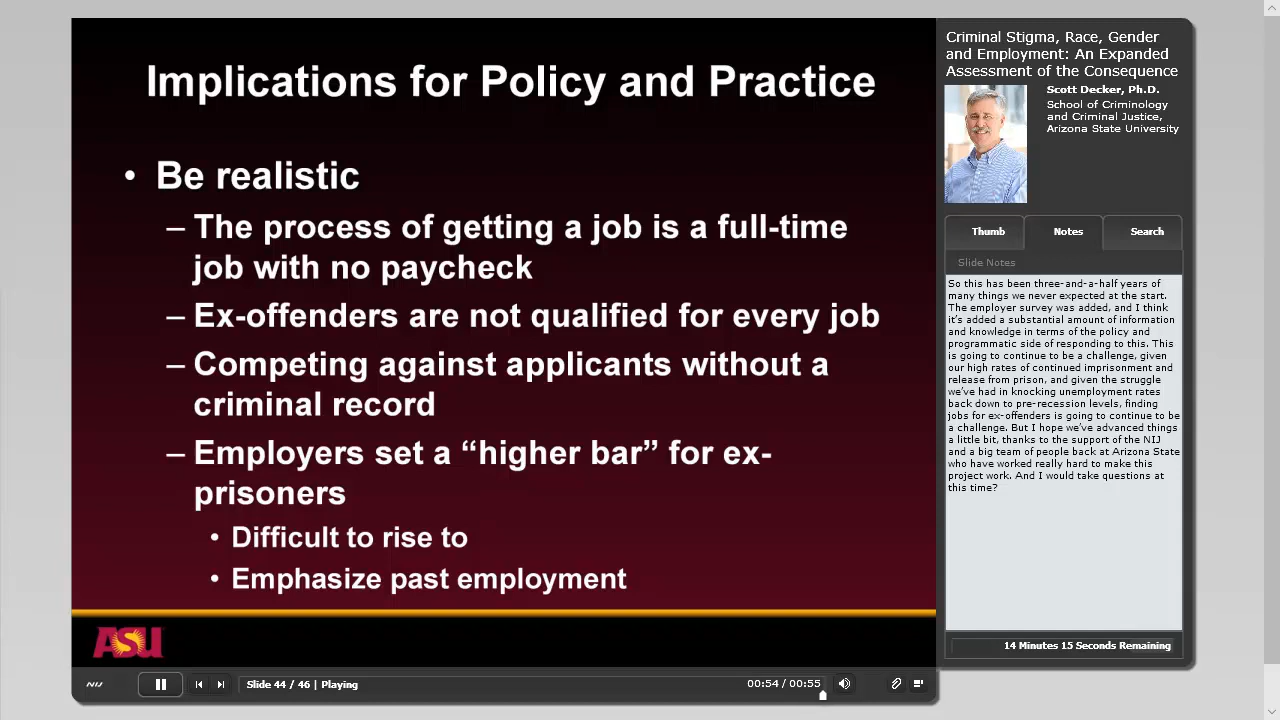 Implications for Policy and Practice
• Be realistic
– The process of getting a job is a full-time
job with no paycheck
– Ex-offenders are not qualified for every job
– Competing against applicants without a
criminal record
– Employers set a “higher bar” for ex-
prisoners
• Difficult to rise to
• Emphasize past employment
ASU
NIJ
Slide 44 / 46 | Playing
00:54 / 00:55
Criminal Stigma, Race, Gender
and Employment: An Expanded
Assessment of the Consequence
Scott Decker, Ph.D.
School of Criminology
and Criminal Justice,
Arizona State University
Thumb
Notes
Search
Slide Notes
So this has been three-and-a-half years of
many things we never expected at the start.
The employer survey was added, and I think
it’s added a substantial amount of information
and knowledge in terms of the policy and
programmatic side of responding to this. This
is going to continue to be a challenge, given
our high rates of continued imprisonment and
release from prison, and given the struggle
we’ve had in knocking unemployment rates
back down to pre-recession levels, finding
jobs for ex-offenders is going to continue to be
a challenge. But I hope we’ve advanced things
a little bit, thanks to the support of the NIJ
and a big team of people back at Arizona State
who have worked really hard to make this
project work. And I would take questions at
this time?
14 Minutes 15 Seconds Remaining